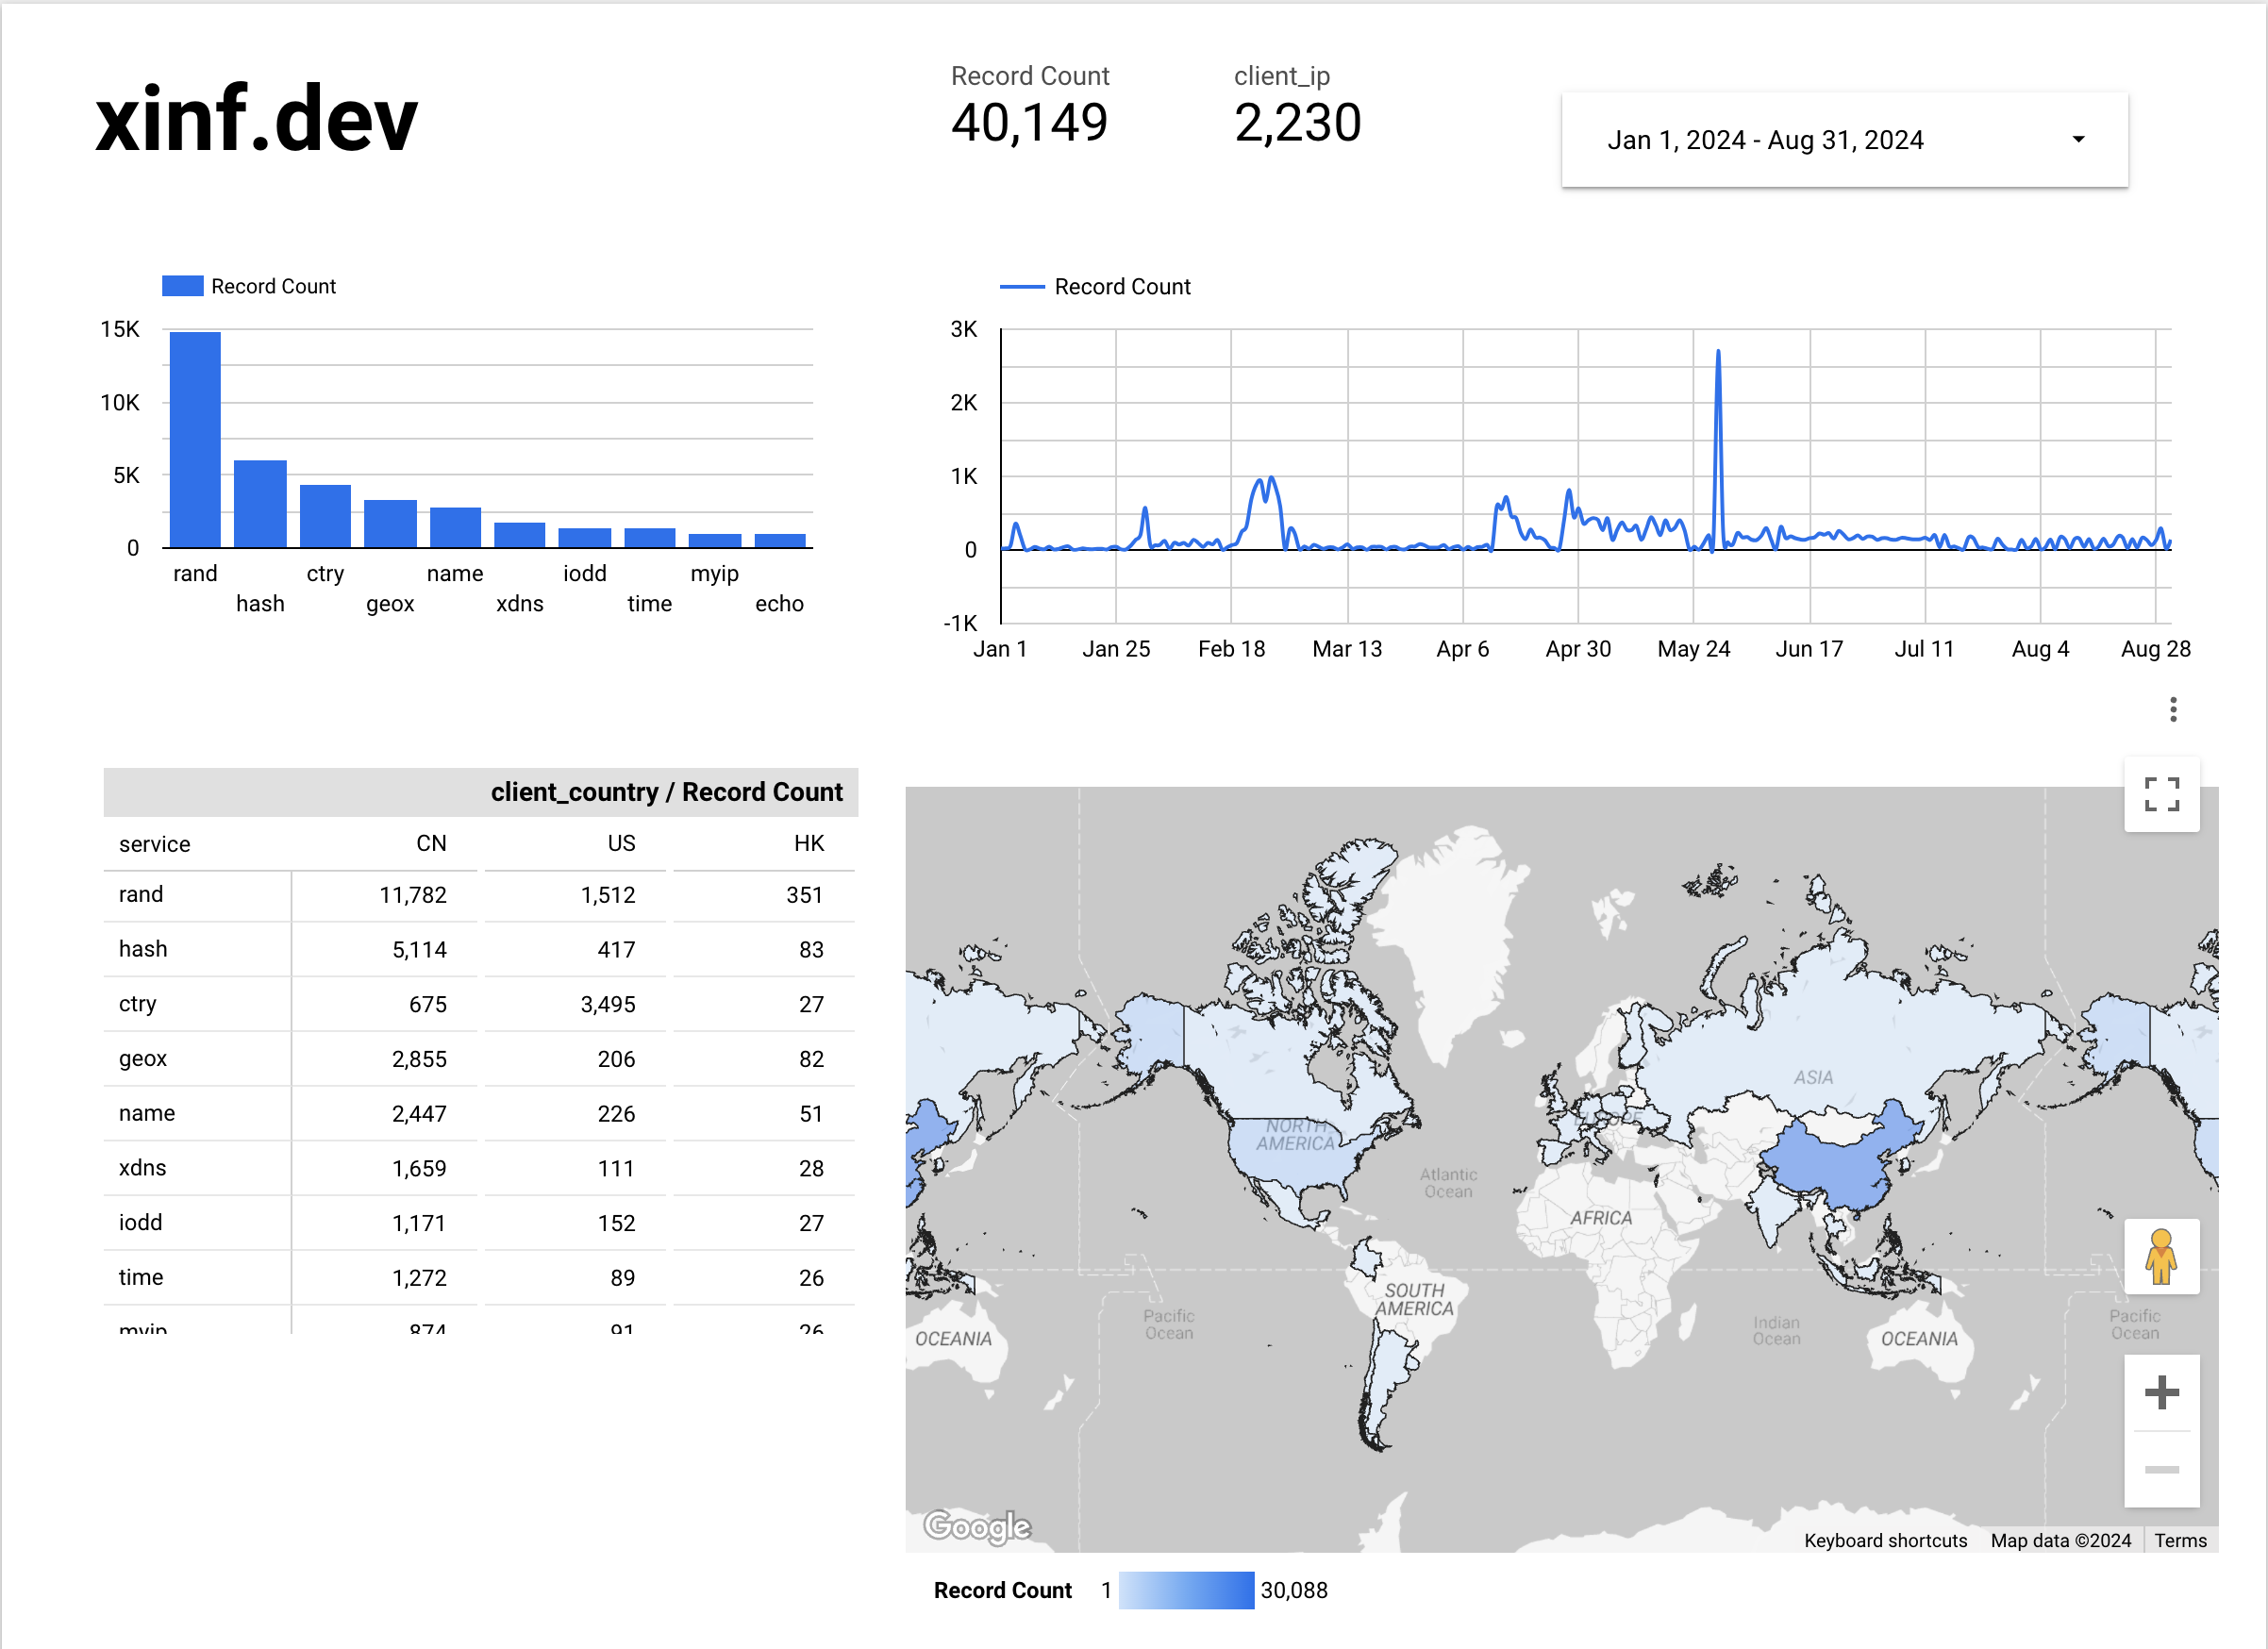 xinf.dev
Record Count
40,149
client_ip
2,230
Jan 1, 2024 - Aug 31, 2024
Record Count
15K
10K
5K
0
rand
hash
ctry
geox
name
xdns
iodd
time
myip
echo
Record Count
3K
2K
1K
0
-1K
Jan 1
Jan 25
Feb 18
Mar 13
Apr 6
Apr 30
May 24
Jun 17
Jul 11
Aug 4
Aug 28
client_country / Record Count
service CN US HK
rand 11,782 1,512 351
hash 5,114 417 83
ctry 675 3,495 27
geox 2,855 206 82
name 2,447 226 51
xdns 1,659 111 28
iodd 1,171 152 27
time 1,272 89 26
myip 874 91 26
ASIA
EUROPE
NORTH
AMERICA
Atlantic
Ocean
AFRICA
SOUTH
AMERICA
Pacific
Ocean
Indian
Ocean
Pacific
Ocean
OCEANIA
OCEANIA
Google
Keyboard shortcuts
Map data ©2024
Terms
Record Count 1 30,088